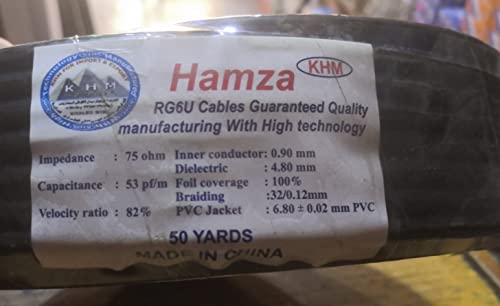 Hamza KHM
RG6U Cables Guaranteed Quality
manufacturing With High technology
Impedance : 75 ohm Inner conductor: 0.90 mm
Dielectric : 4.80 mm
Capacitance : 53 pf/m Foil coverage : 100%
Braiding :32/0.12mm
Velocity ratio : 82% PVC Jacket : 6.80 ± 0.02 mm PVC
50 YARDS
MADE IN CHINA
KHM